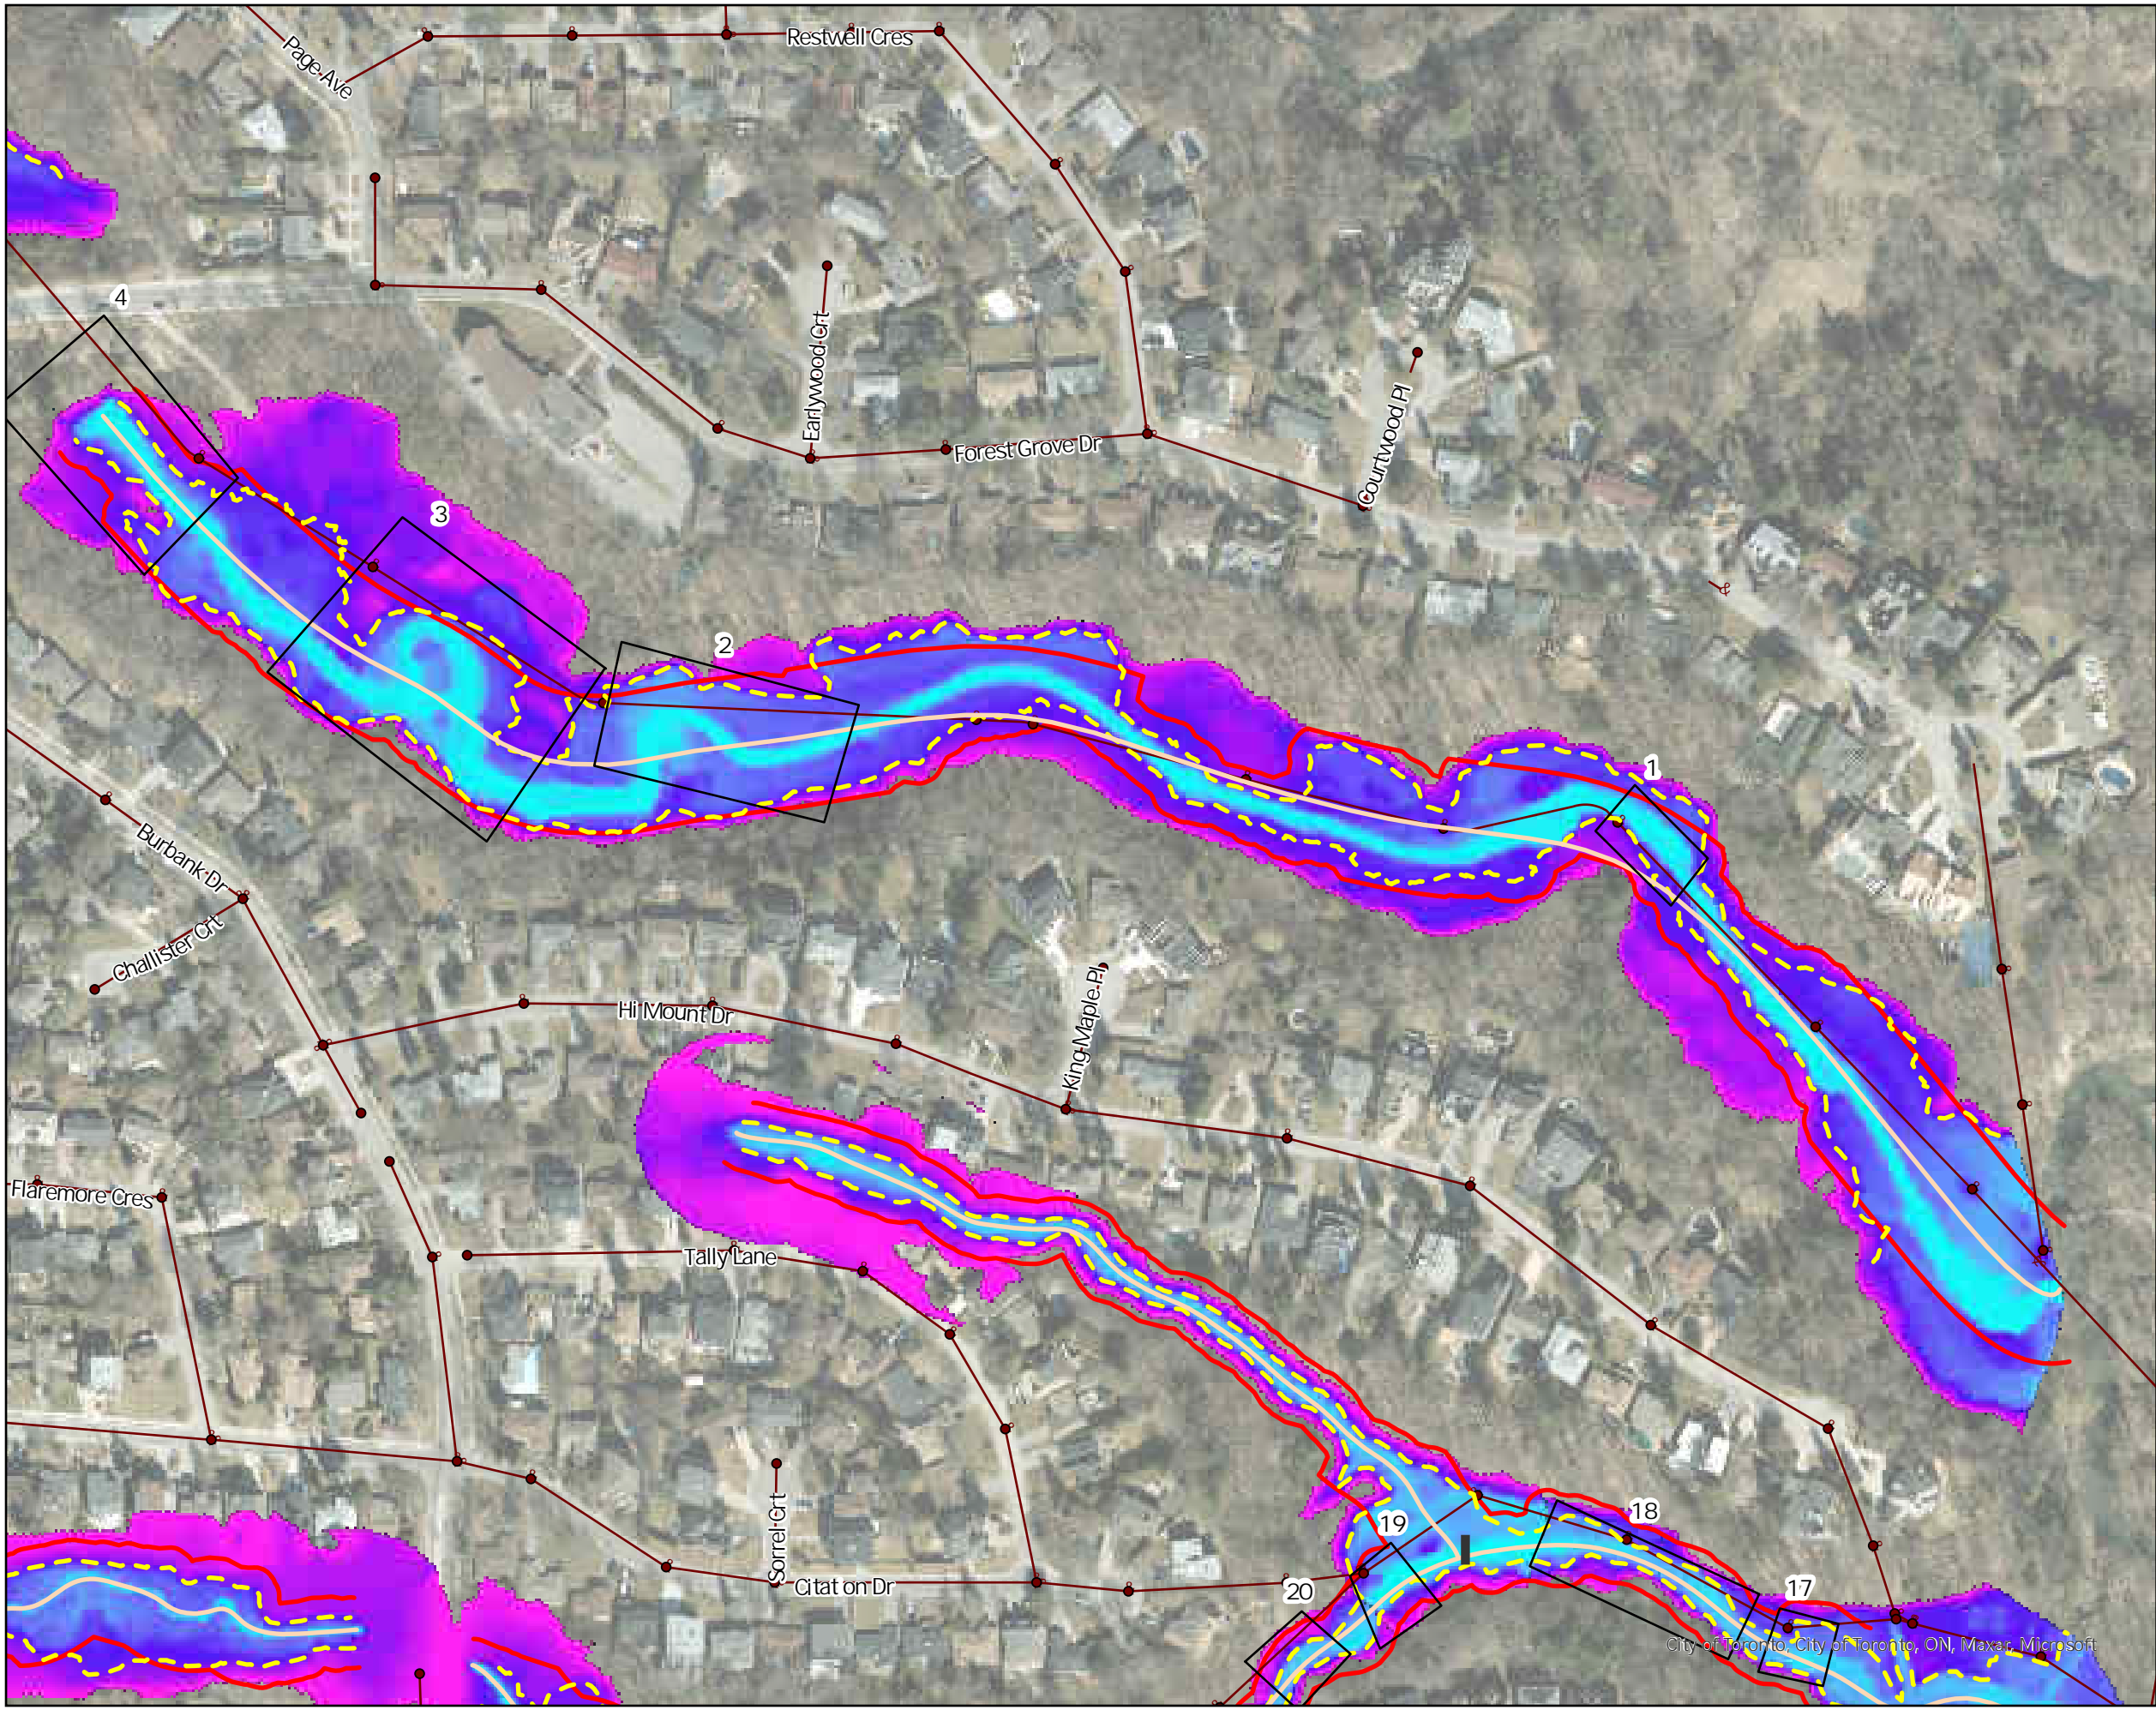 Restwell Cres
Page Ave
4
Earlywood Crt
Forest Grove Dr
Courtwood Pl
3
2
1
Burbank Dr
Challister Crt
Hi Mount Dr
King Maple Pl
Flaremore Cres
Tally Lane
Sorrel Crt
Citat on Dr
18
19
20
17
City of Toronto, City of Toronto, ON, Maxar, Microsoft